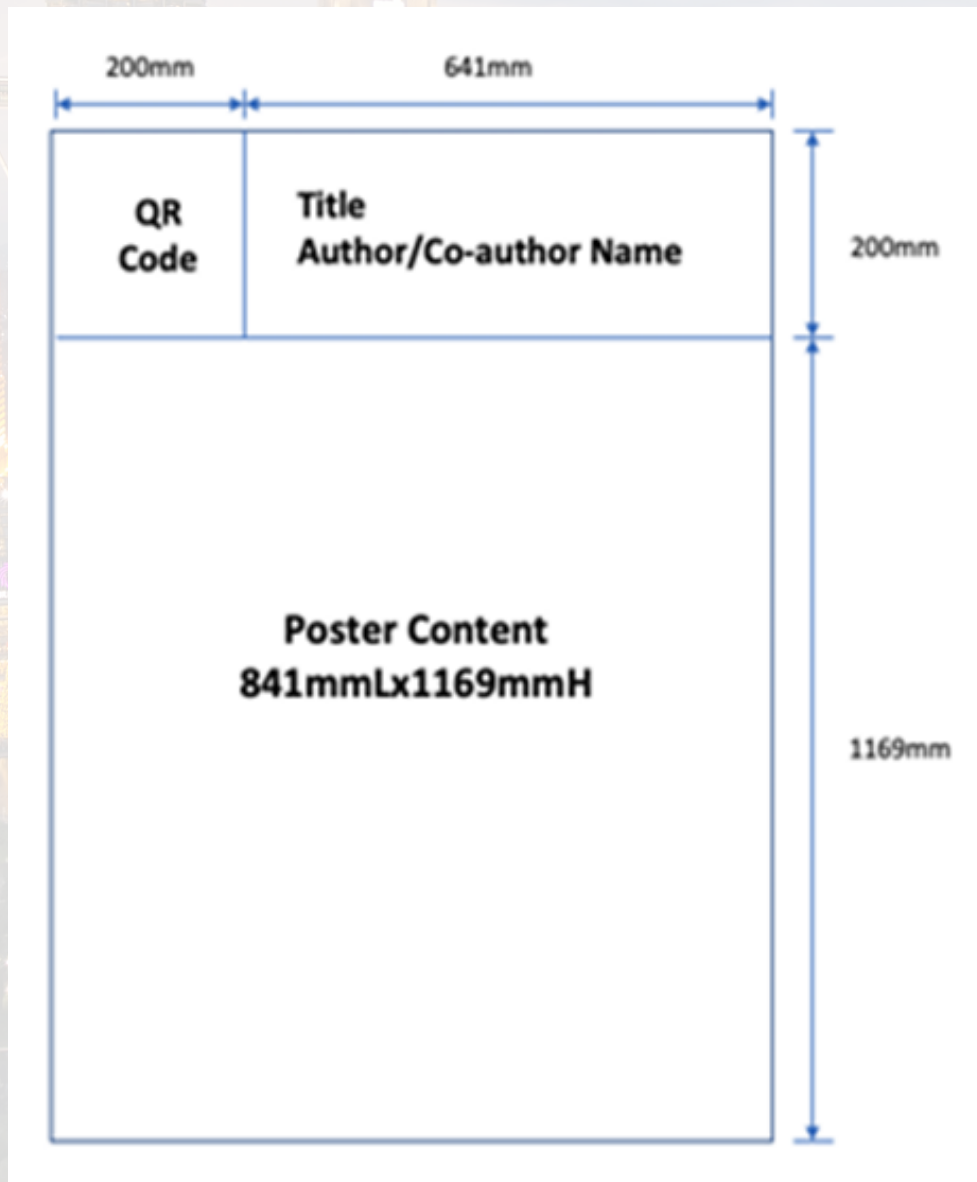 200mm
641mm
QR
Code
Title
Author/Co-author Name
200mm
Poster Content
841mmLx1169mmH
1169mm